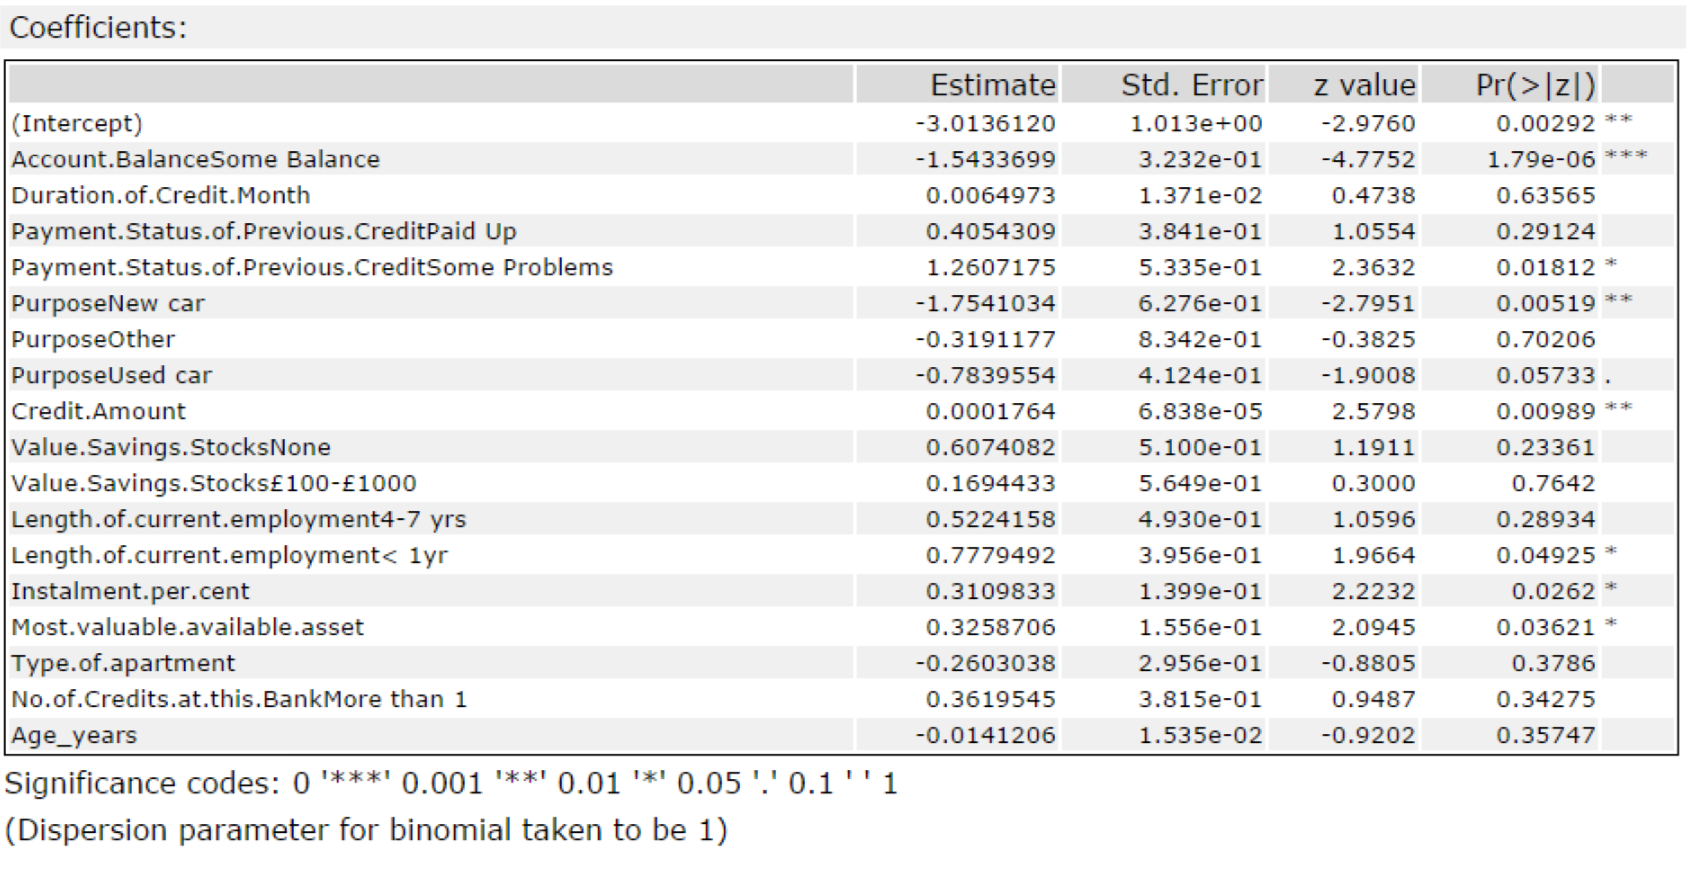 Coefficients:
Estimate Std. Error z value Pr(>|z|)
(Intercept) -3.0136120 1.013e+00 -2.9760 0.00292 **
Account.BalanceSome Balance -1.5433699 3.232e-01 -4.7752 1.79e-06 ***
Duration.of.Credit.Month 0.0064973 1.371e-02 0.4738 0.63565
Payment.Status.of.Previous.CreditPaid Up 0.4054309 3.841e-01 1.0554 0.29124
Payment.Status.of.Previous.CreditSome Problems 1.2607175 5.335e-01 2.3632 0.01812 *
PurposeNew car -1.7541034 6.276e-01 -2.7951 0.00519 **
PurposeOther -0.3191177 8.342e-01 -0.3825 0.70206
PurposeUsed car -0.7839554 4.124e-01 -1.9008 0.05733 .
Credit.Amount 0.0001764 6.838e-05 2.5798 0.00989 **
Value.Savings.StocksNone 0.6074082 5.100e-01 1.1911 0.23361
Value.Savings.Stocks£100-£1000 0.1694433 5.649e-01 0.3000 0.7642
Length.of.current.employment4-7 yrs 0.5224158 4.930e-01 1.0596 0.28934
Length.of.current.employment< 1yr 0.7779492 3.956e-01 1.9664 0.04925 *
Instalment.per.cent 0.3109833 1.399e-01 2.2232 0.0262 *
Most.valuable.available.asset 0.3258706 1.556e-01 2.0945 0.03621 *
Type.of.apartment -0.2603038 2.956e-01 -0.8805 0.3786
No.of.Credits.at.this.BankMore than 1 0.3619545 3.815e-01 0.9487 0.34275
Age_years -0.0141206 1.535e-02 -0.9202 0.35747
Significance codes: 0 '***' 0.001 '**' 0.01 '*' 0.05 '.' 0.1 ' ' 1
(Dispersion parameter for binomial taken to be 1)